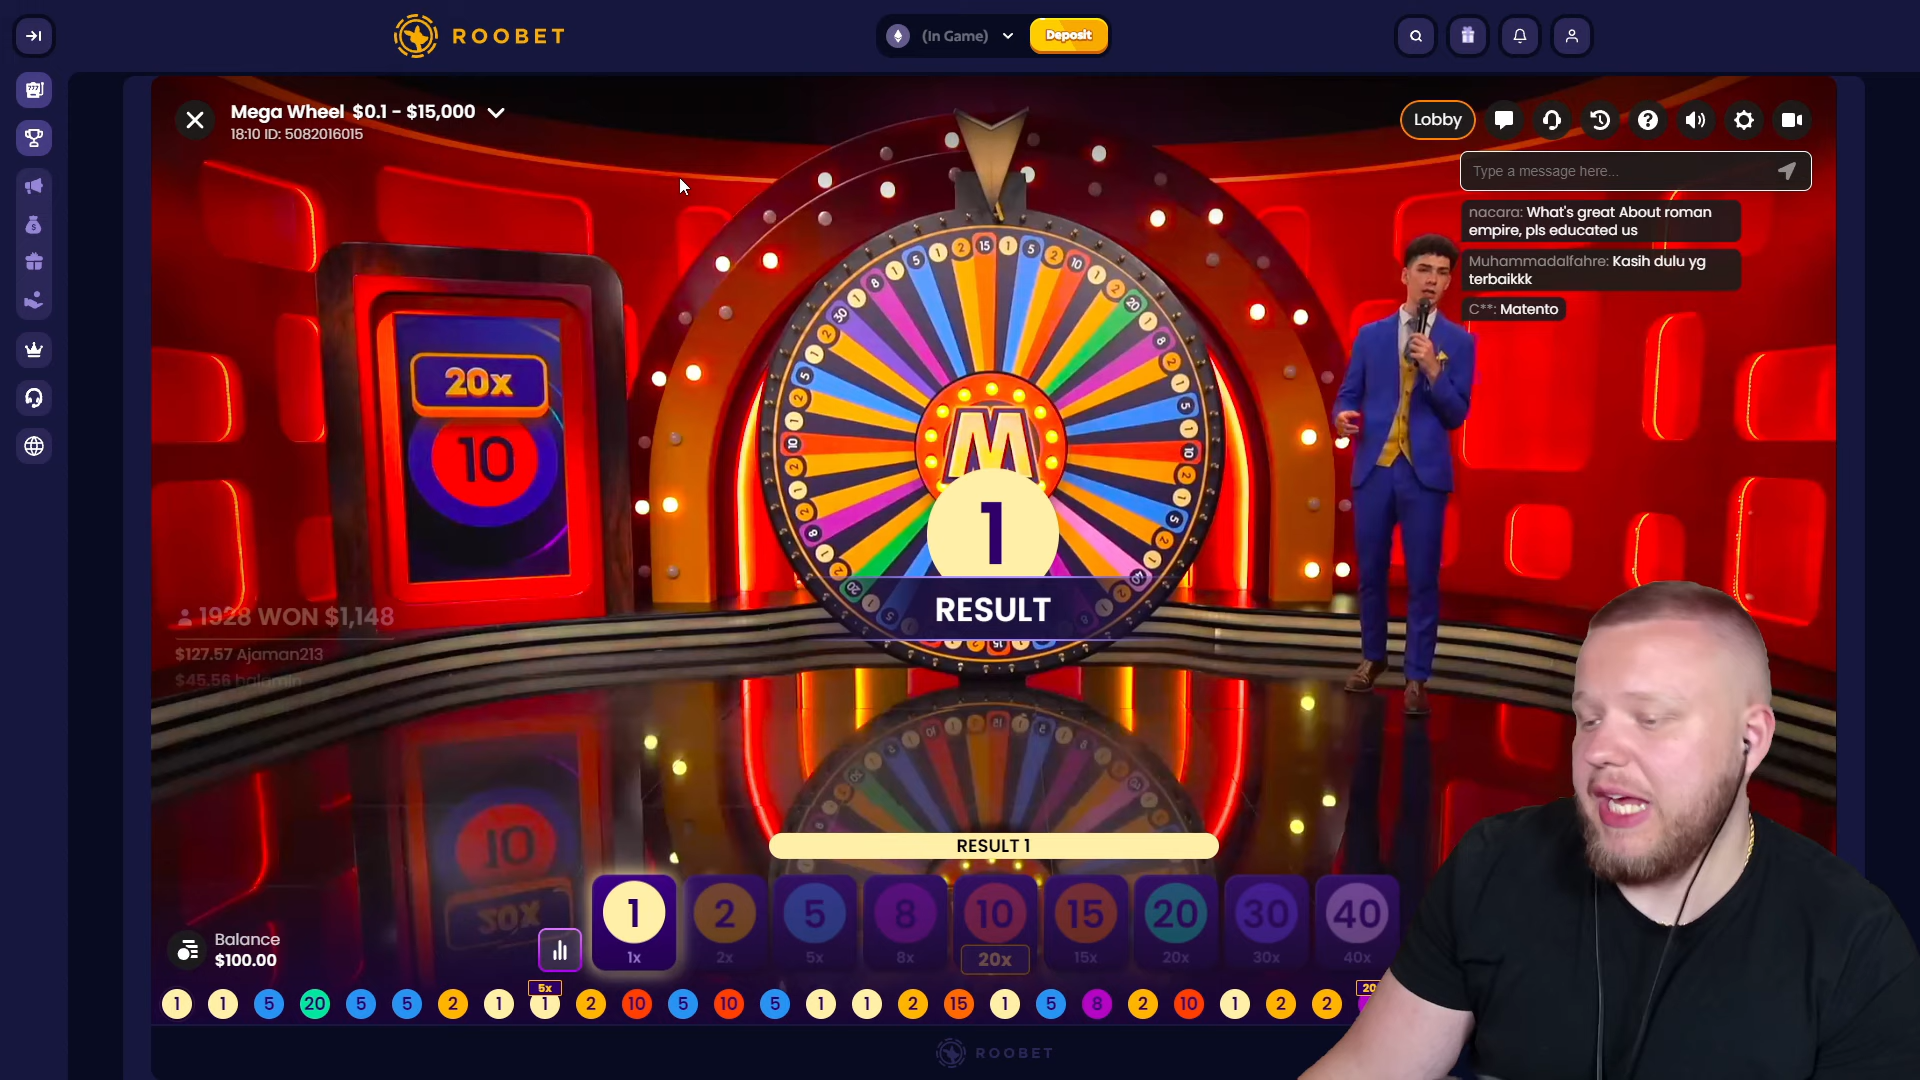 ROOBET
(In Game)
Deposit
Mega Wheel $0.1 - $15,000
18:10 ID: 5082016015
Lobby
Type a message here...
nacara: What's great About roman
empire, pls educated us
Muhammadalfahre: Kasih dulu yg
terbaikkk
C**: Matento
20x
10
M
1
RESULT
1928 WON $1,148
$127.57 Ajaman213
$45.56 balamin
RESULT 1
1 2 5 8 10 15 20 30 40
1x 2x 5x 8x 20x 15x 20x 30x 40x
Balance
$100.00
5x
1 1 5 20 5 5 2 1 1 2 10 5 10 5 1 1 2 15 1 5 8 2 10 1 2 2
ROOBET